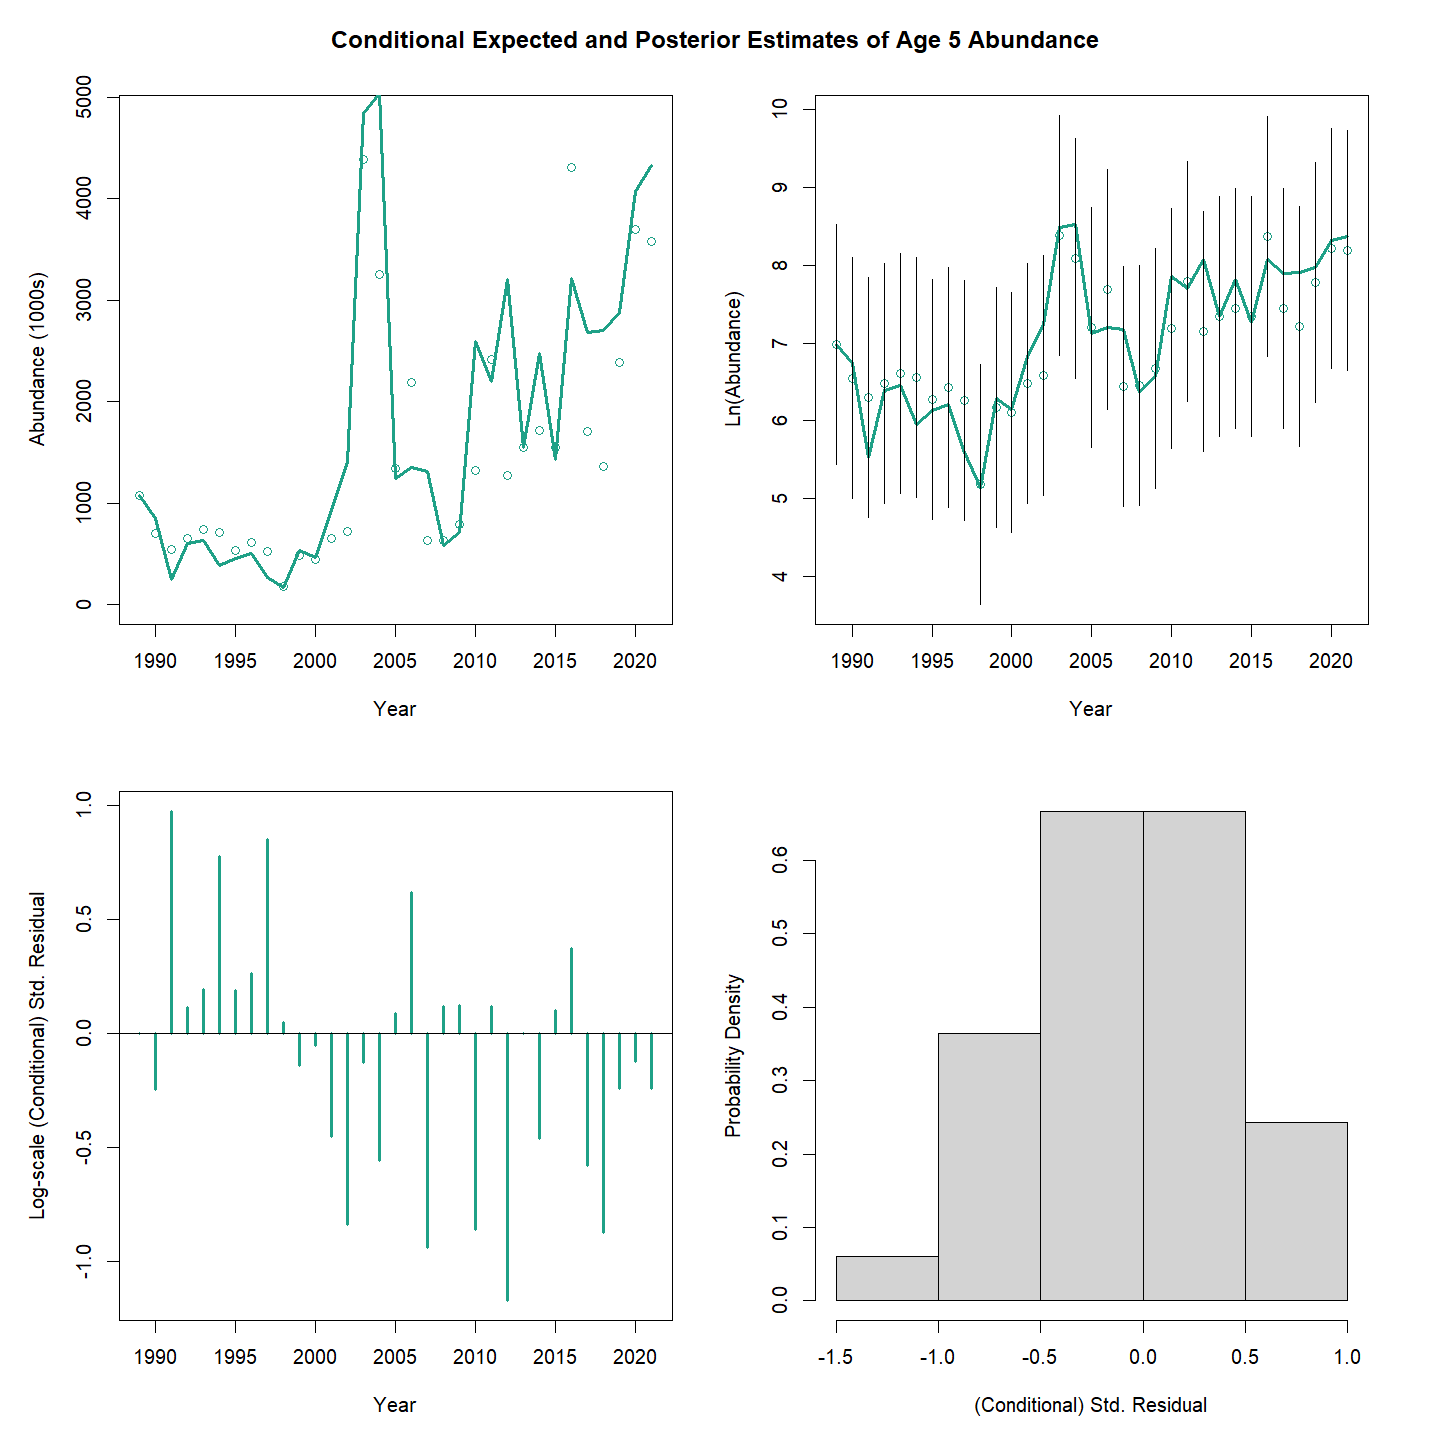 Conditional Expected and Posterior Estimates of Age 5 Abundance
Abundance (1000s)
5000
4000
3000
2000
1000
0
1990 1995 2000 2005 2010 2015 2020
Year
Ln(Abundance)
10
9
8
7
6
5
4
1990 1995 2000 2005 2010 2015 2020
Year
Log-scale (Conditional) Std. Residual
1.0
0.5
0.0
-0.5
-1.0
1990 1995 2000 2005 2010 2015 2020
Year
Probability Density
0.6
0.5
0.4
0.3
0.2
0.1
0.0
-1.5 -1.0 -0.5 0.0 0.5 1.0
(Conditional) Std. Residual